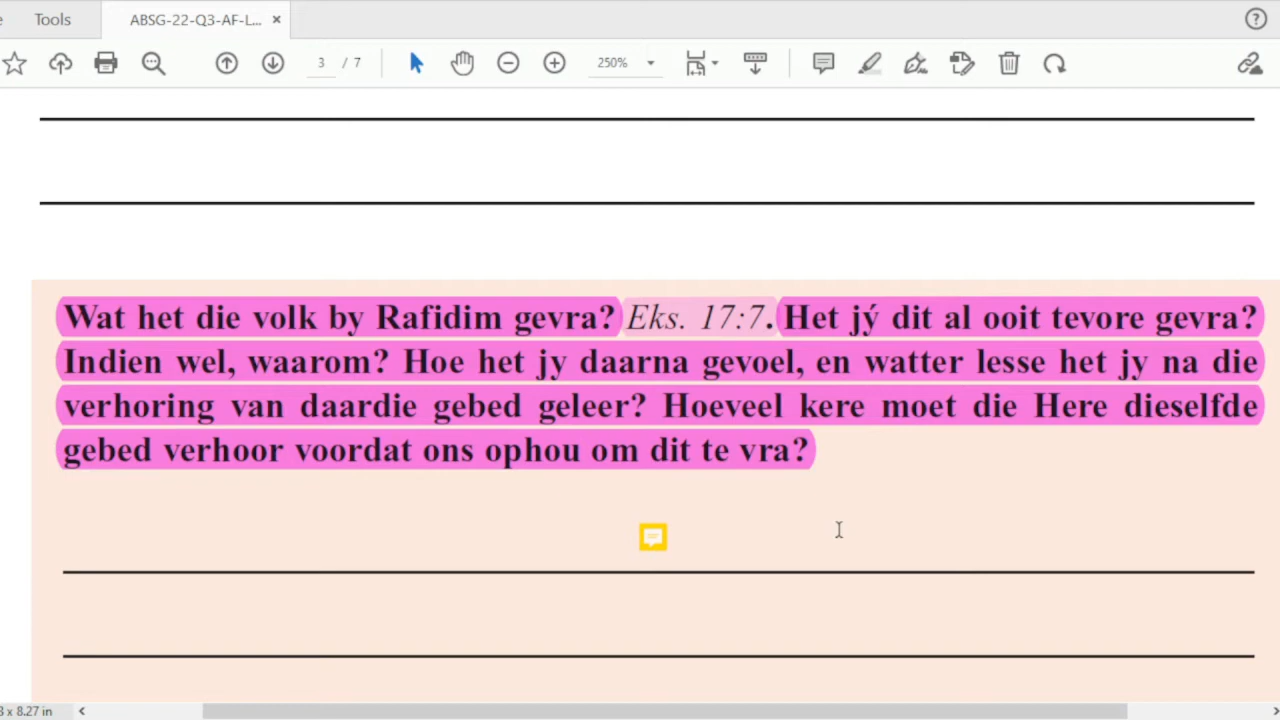 Tools ABSG-22-Q3-AF-L... ×
3 / 7 250%
Wat het die volk by Rafidim gevra? Eks. 17:7. Het jý dit al ooit tevore gevra?
Indien wel, waarom? Hoe het jy daarna gevoel, en watter lesse het jy na die
verhoring van daardie gebed geleer? Hoeveel kere moet die Here dieselfde
gebed verhoor voordat ons ophou om dit te vra?
x 8.27 in